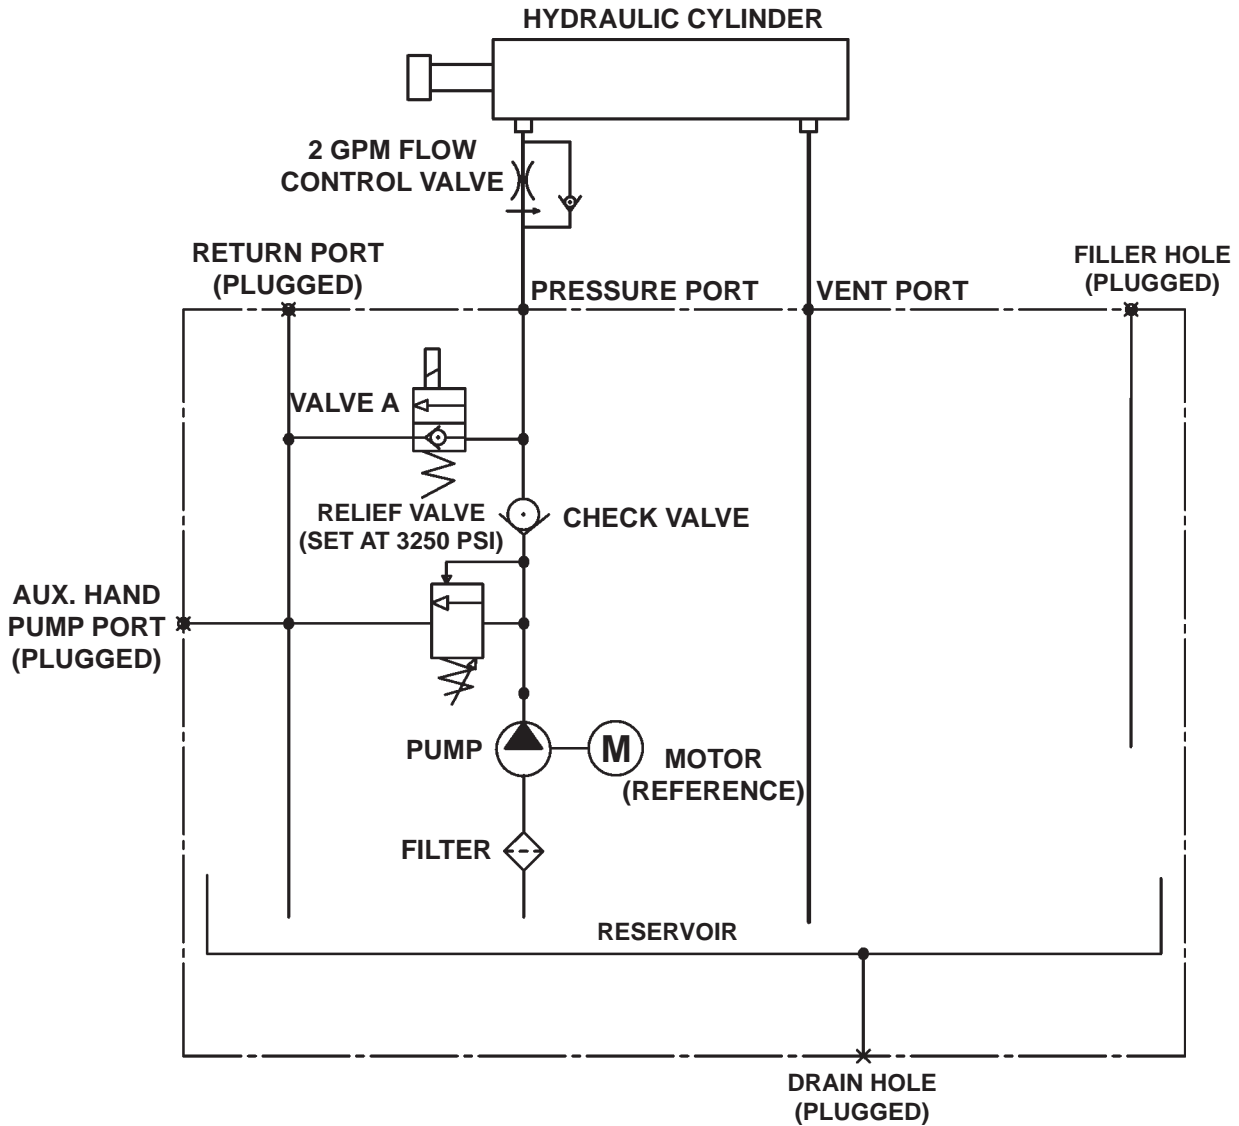 HYDRAULIC CYLINDER
2 GPM FLOW
CONTROL VALVE
RETURN PORT
(PLUGGED)
PRESSURE PORT
VENT PORT
FILLER HOLE
(PLUGGED)
VALVE A
RELIEF VALVE
(SET AT 3250 PSI)
CHECK VALVE
AUX. HAND
PUMP PORT
(PLUGGED)
PUMP
M
MOTOR
(REFERENCE)
FILTER
RESERVOIR
DRAIN HOLE
(PLUGGED)